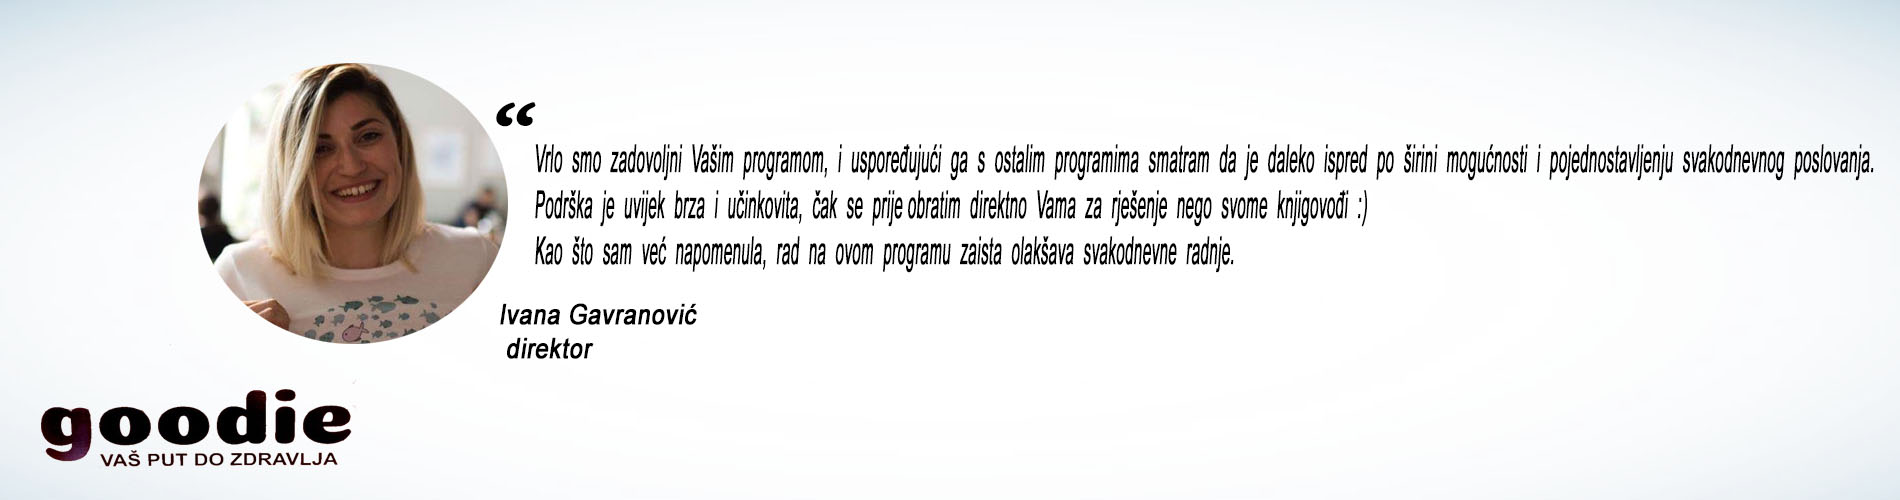 “
Vrlo smo zadovoljni Vašim programom, i uspoređujući ga s ostalim programima smatram da je daleko ispred po širini mogućnosti i pojednostavljenju svakodnevnog poslovanja.
Podrška je uvijek brza i učinkovita, čak se prije obratim direktno Vama za rješenje nego svome knjigovođi :)
Kao što sam već napomenula, rad na ovom programu zaista olakšava svakodnevne radnje.
Ivana Gavranović
direktor
goodie
VAŠ PUT DO ZDRAVLJA